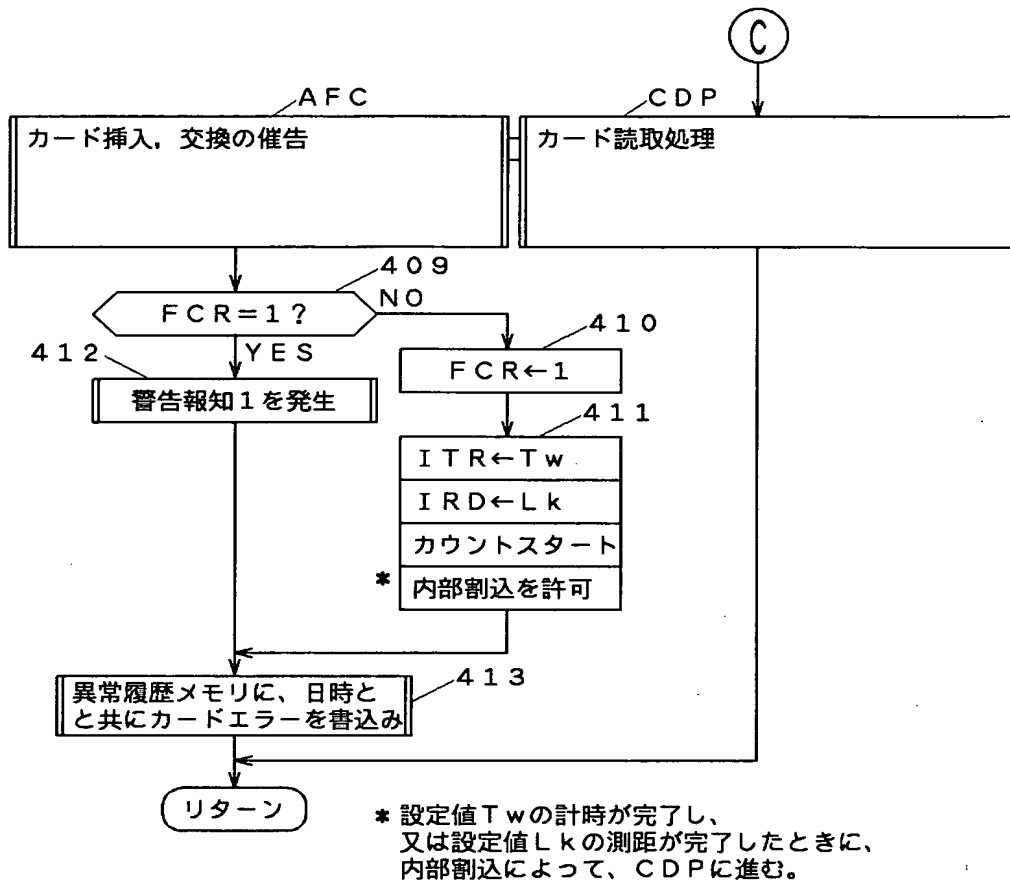 C
AFC
CDP
カード挿入，交換の催告
カード読取処理
409
FCR=1?
NO
410
412
YES
FCR←1
警告報知1を発生
411
ITR←Tw
IRD←Lk
カウントスタート
* 内部割込を許可
413
異常履歴メモリに、日時と
と共にカードエラーを書込み
リターン
* 設定値Twの計時が完了し、
又は設定値Lkの測距が完了したときに、
内部割込によって、CDPに進む。